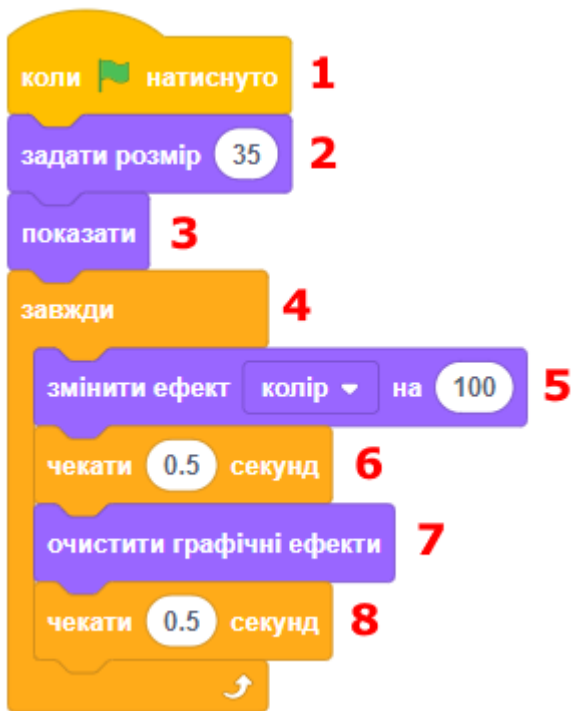 коли натиснуто 1
задати розмір 35 2
показати 3
завжди 4
змінити ефект колір на 100 5
чекати 0.5 секунд 6
очистити графічні ефекти 7
чекати 0.5 секунд 8